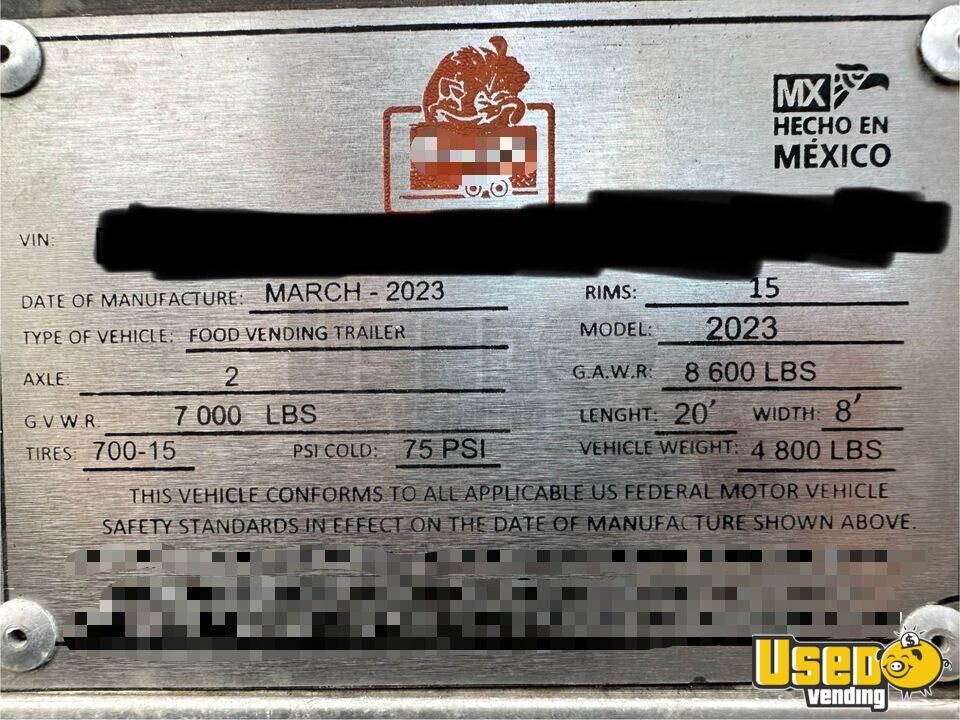 MX
HECHO EN
MÉXICO
VIN:
DATE OF MANUFACTURE: MARCH - 2023 RIMS: 15
TYPE OF VEHICLE: FOOD VENDING TRAILER MODEL: 2023
AXLE: 2 G.A.W.R: 8 600 LBS
G.V W.R. 7 000 LBS LENGHT: 20' WIDTH: 8'
TIRES: 700-15 PSI COLD: 75 PSI VEHICLE WEIGHT: 4 800 LBS
THIS VEHICLE CONFORMS TO ALL APPLICABLE US FEDERAL MOTOR VEHICLE
SAFETY STANDARDS IN EFFECT ON THE DATE OF MANUFACTURE SHOWN ABOVE.
USED
vending